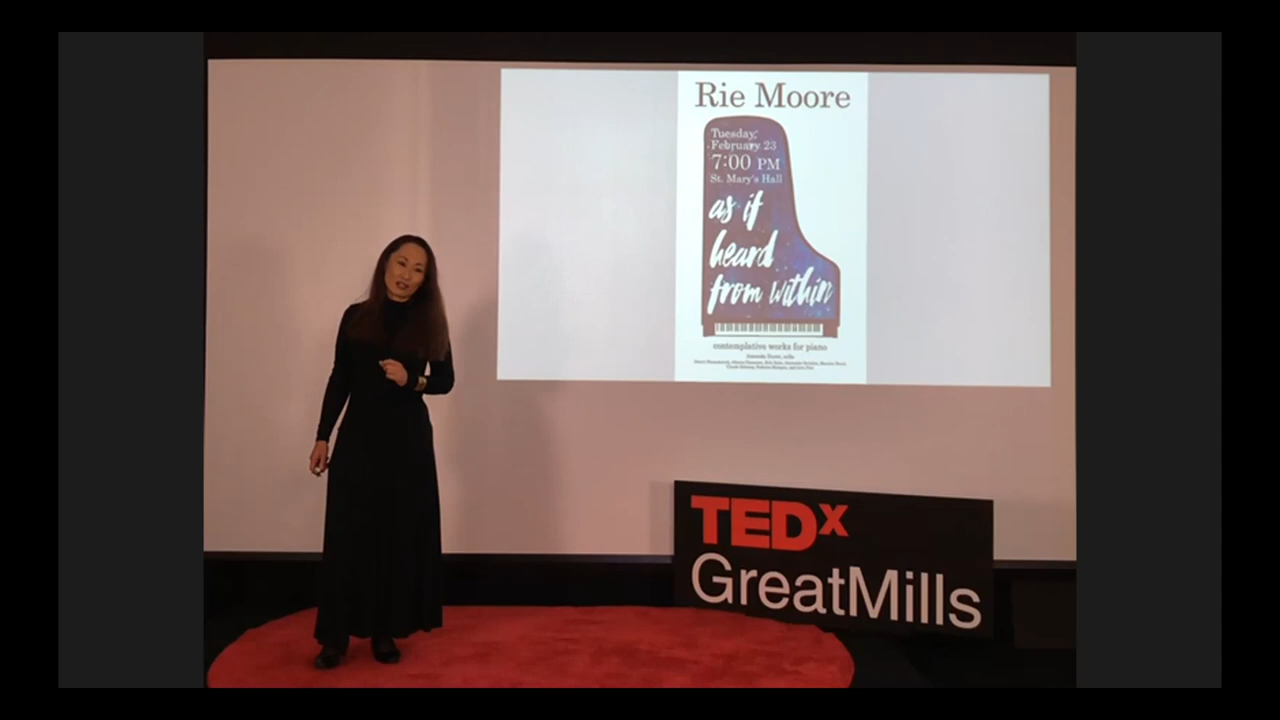 Rie Moore
Tuesday,
February 23
7:00 PM
St. Mary's Hall
as if
heard
from within
contemplative works for piano
TEDx
GreatMills